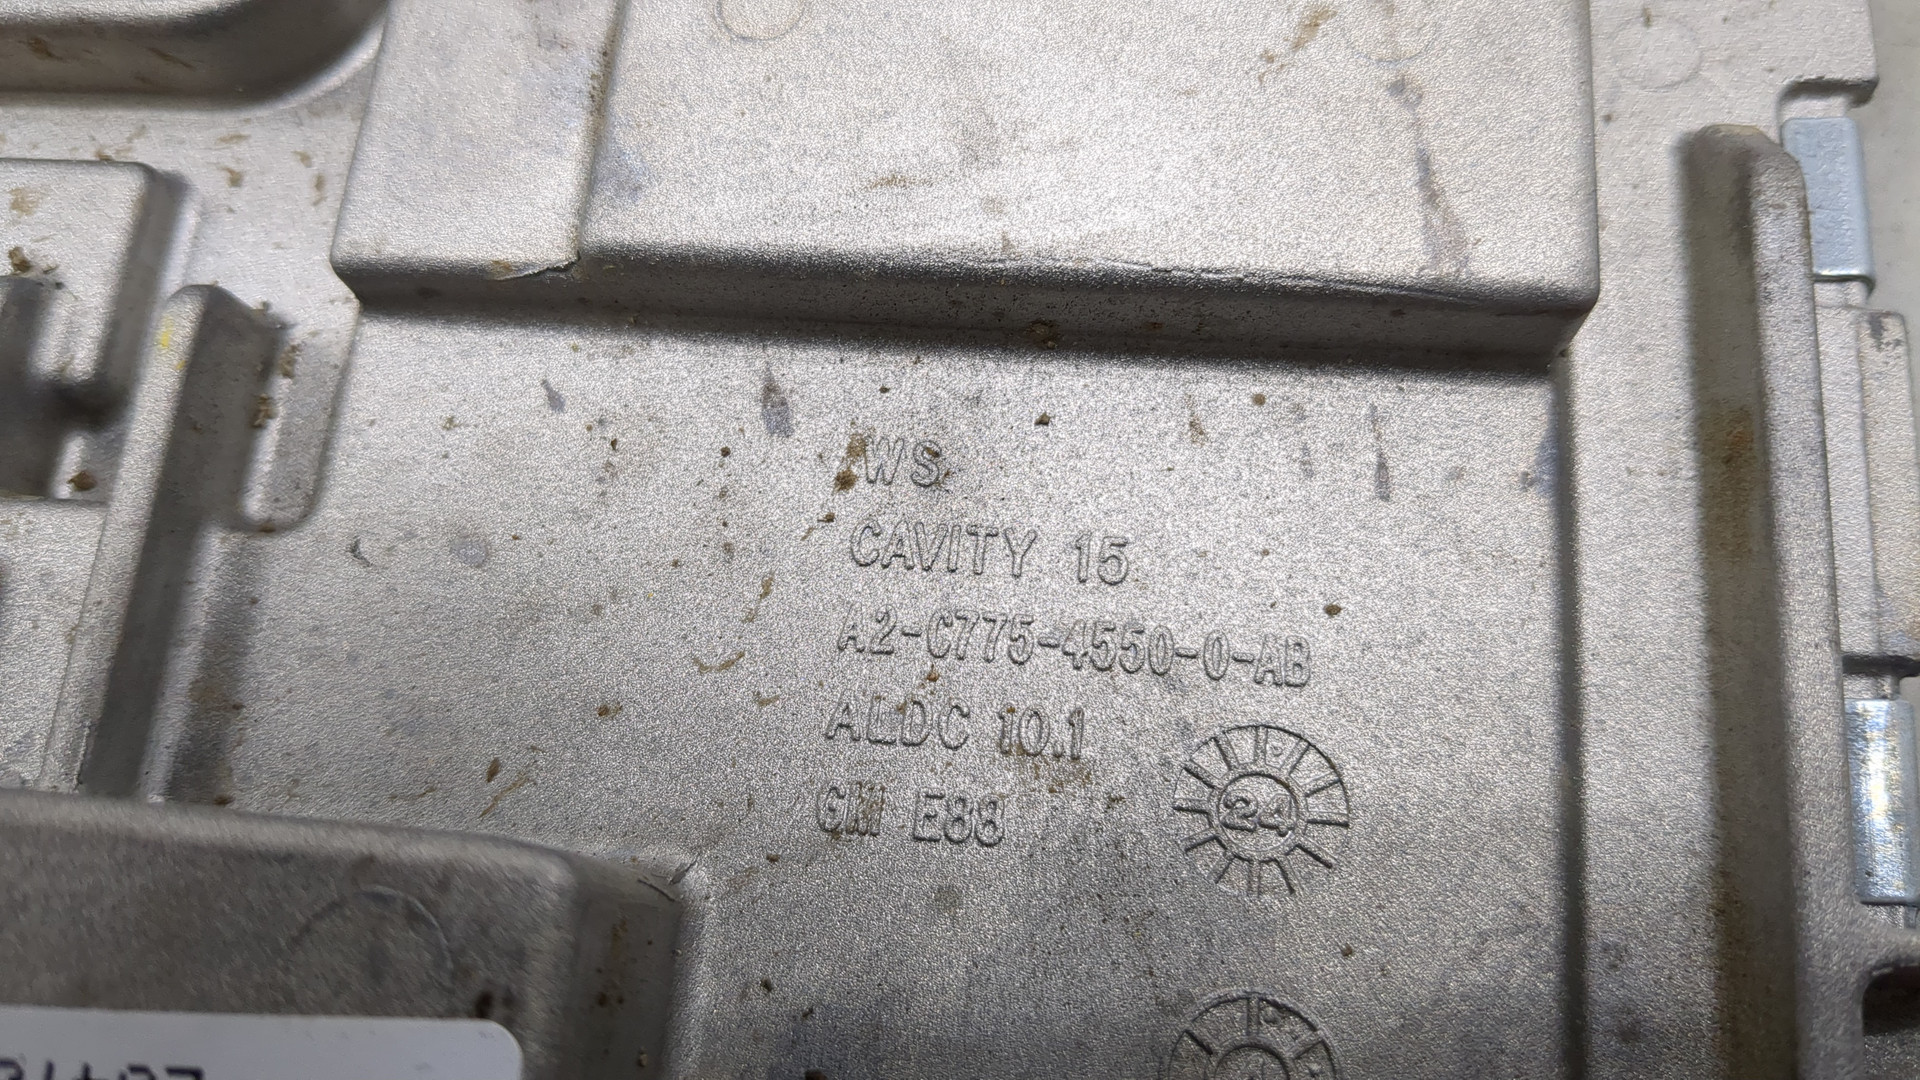 WS
CAVITY 15
A2-C775-4550-0-AB
ALDC 10.1
GM E88
24